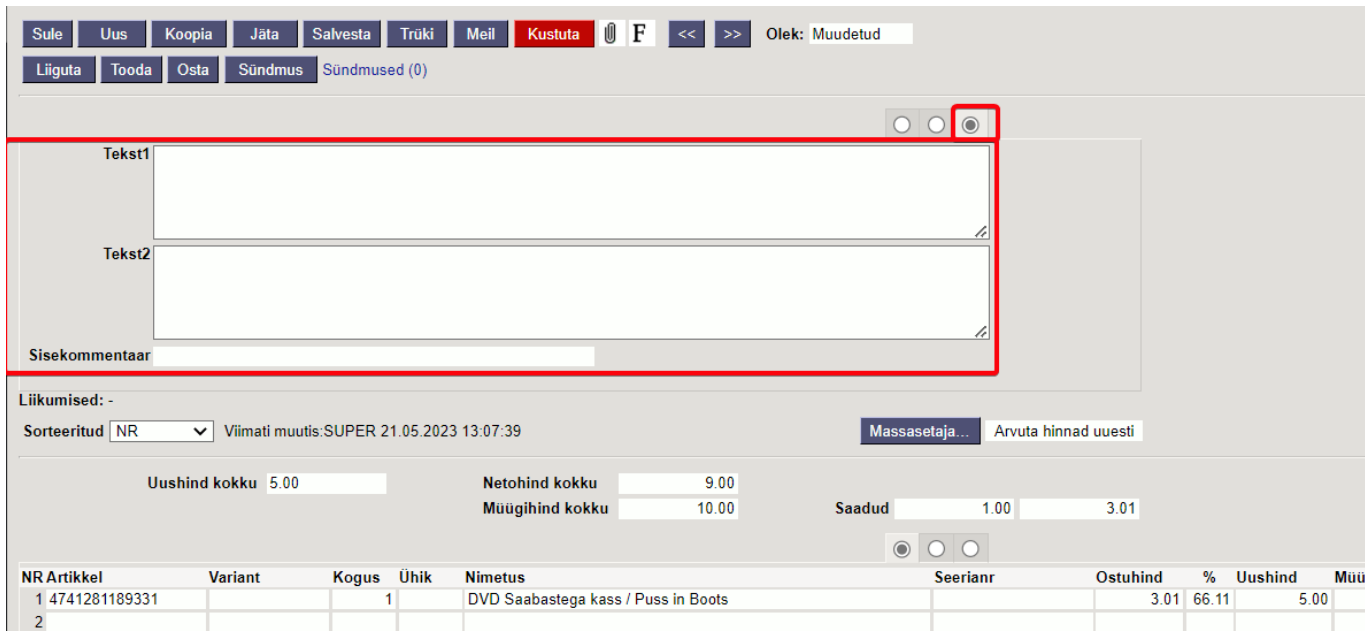 Sule Uus Koopia Jäta Salvesta Trüki Meil Kustuta F << >> Olek: Muudetud
Liiguta Tooda Osta Sündmus Sündmused (0)
Tekst1
Tekst2
Sisekommentaar
Liikumised: -
Sorteeritud NR Viimati muutis:SUPER 21.05.2023 13:07:39 Massasetaja... Arvuta hinnad uuesti
Uushind kokku 5.00 Netohind kokku 9.00
Müügihind kokku 10.00 Saadud 1.00 3.01
NR Artikkel Variant Kogus Ühik Nimetus Seerianr Ostuhind % Uushind Müü
1 4741281189331 1 DVD Saabastega kass / Puss in Boots 3.01 66.11 5.00
2